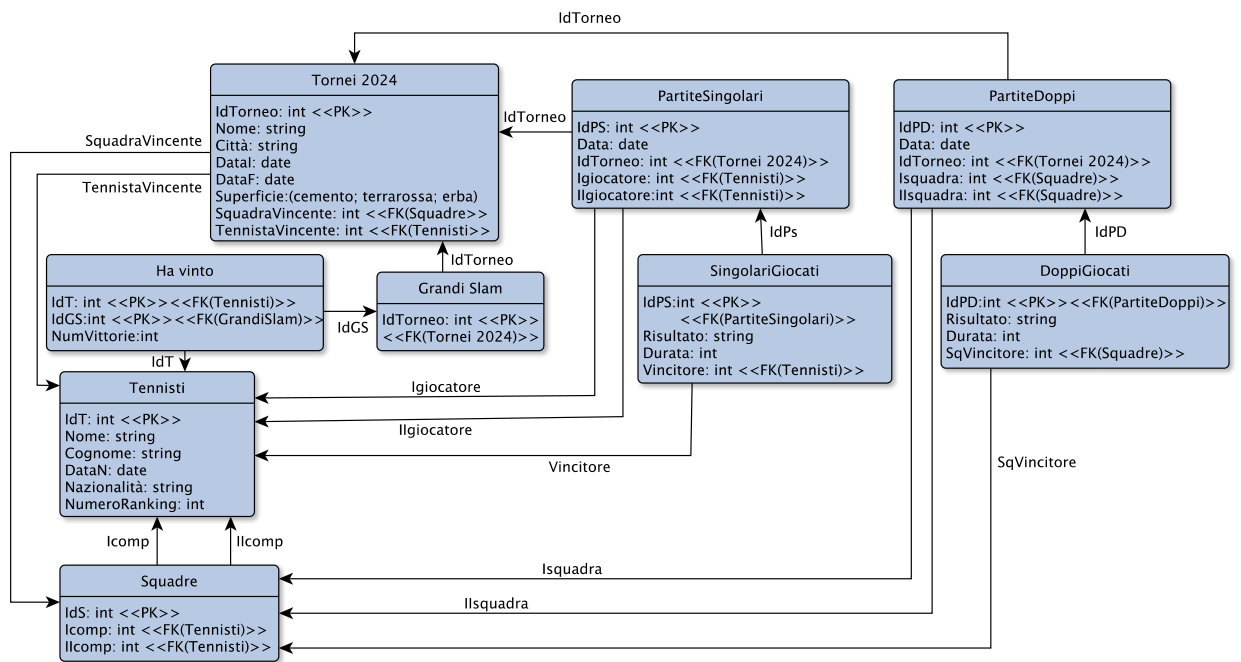 IdTorneo
Tornei 2024
IdTorneo: int <<PK>>
Nome: string
Città: string
DataI: date
DataF: date
Superficie:(cemento; terrarossa; erba)
SquadraVincente: int <<FK(Squadre>>
TennistaVincente: int <<FK(Tennisti)>>
IdTorneo
PartiteSingolari
IdPS: int <<PK>>
Data: date
IdTorneo: int <<FK(Tornei 2024)>>
Igiocatore: int <<FK(Tennisti)>>
IIgiocatore:int <<FK(Tennisti)>>
PartiteDoppi
IdPD: int <<PK>>
Data: date
IdTorneo: int <<FK(Tornei 2024)>>
Isquadra: int <<FK(Squadre)>>
IIsquadra: int <<FK(Squadre)>>
SquadraVincente
TennistaVincente
IdTorneo
IdPs
IdPD
Ha vinto
IdT: int <<PK>><<FK(Tennisti)>>
IdGS:int <<PK>><<FK(GrandiSlam)>>
NumVittorie:int
IdGS
Grandi Slam
IdTorneo: int <<PK>>
<<FK(Tornei 2024)>>
SingolariGiocati
IdPS:int <<PK>>
<<FK(PartiteSingolari)>>
Risultato: string
Durata: int
Vincitore: int <<FK(Tennisti)>>
DoppiGiocati
IdPD:int <<PK>><<FK(PartiteDoppi)>>
Risultato: string
Durata: int
SqVincitore: int <<FK(Squadre)>>
IdT
Tennisti
IdT: int <<PK>>
Nome: string
Cognome: string
DataN: date
Nazionalità: string
NumeroRanking: int
Igiocatore
IIgiocatore
Vincitore
SqVincitore
Icomp
IIcomp
Isquadra
IIsquadra
Squadre
IdS: int <<PK>>
Icomp: int <<FK(Tennisti)>>
IIcomp: int <<FK(Tennisti)>>